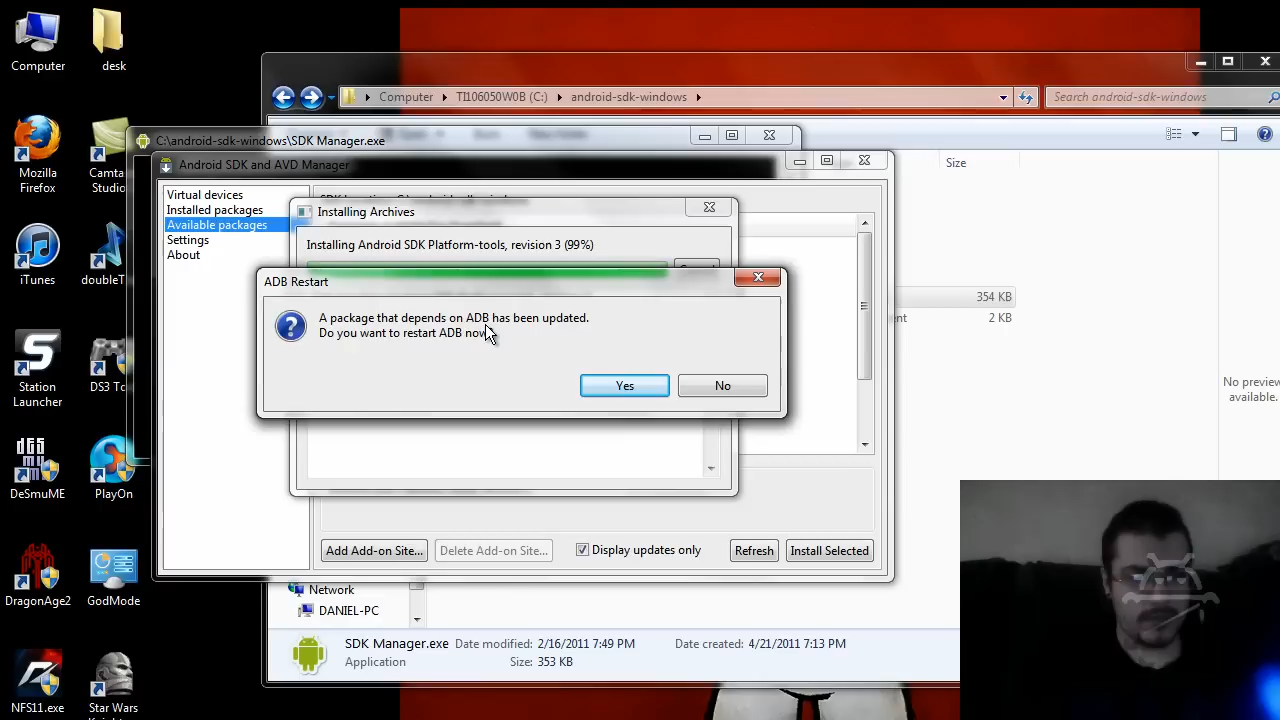 Computer
desk
Mozilla
Firefox
Camta
Studio
iTunes
doubleT
Station
Launcher
DS3 To
DeSmuME
PlayOn
DragonAge2
GodMode
NFS11.exe
Star Wars
Computer
TI106050W0B (C:)
android-sdk-windows
Search android-sdk-windows
C:\android-sdk-windows\SDK Manager.exe
Android SDK and AVD Manager
Size
Virtual devices
Installed packages
Available packages
Settings
About
Installing Archives
Installing Android SDK Platform-tools, revision 3 (99%)
ADB Restart
A package that depends on ADB has been updated.
Do you want to restart ADB now
Yes
No
354 KB
ent
2 KB
No preview
available.
Add Add-on Site...
Delete Add-on Site...
Display updates only
Refresh
Install Selected
Network
DANIEL-PC
SDK Manager.exe
Date modified: 2/16/2011 7:49 PM
Date created: 4/21/2011 7:13 PM
Application
Size: 353 KB